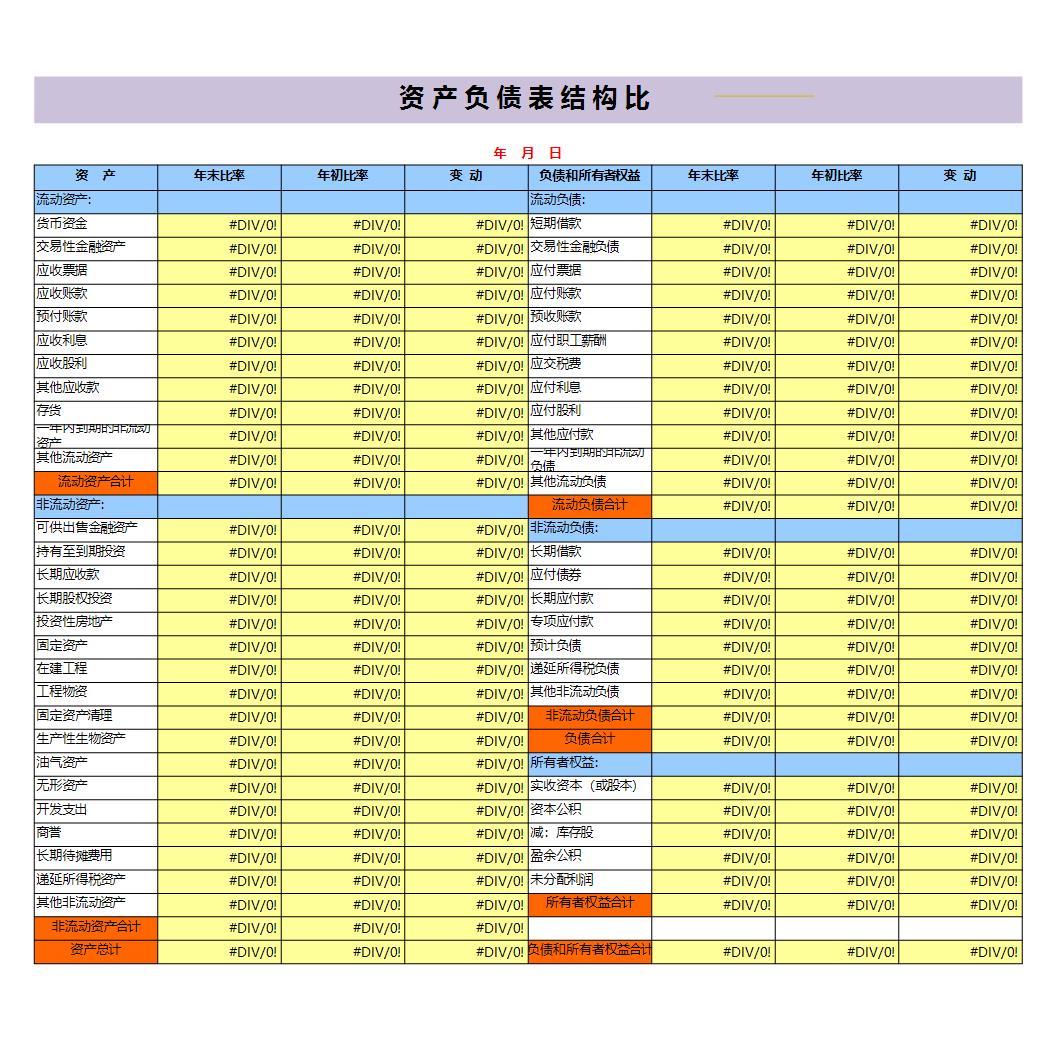 资产负债表结构比
年 月 日
资 产 年末比率 年初比率 变 动 负债和所有者权益 年末比率 年初比率 变 动
流动资产: 流动负债:
货币资金 #DIV/0! #DIV/0! #DIV/0! 短期借款 #DIV/0! #DIV/0! #DIV/0!
交易性金融资产 #DIV/0! #DIV/0! #DIV/0! 交易性金融负债 #DIV/0! #DIV/0! #DIV/0!
应收票据 #DIV/0! #DIV/0! #DIV/0! 应付票据 #DIV/0! #DIV/0! #DIV/0!
应收账款 #DIV/0! #DIV/0! #DIV/0! 应付账款 #DIV/0! #DIV/0! #DIV/0!
预付账款 #DIV/0! #DIV/0! #DIV/0! 预收账款 #DIV/0! #DIV/0! #DIV/0!
应收利息 #DIV/0! #DIV/0! #DIV/0! 应付职工薪酬 #DIV/0! #DIV/0! #DIV/0!
应收股利 #DIV/0! #DIV/0! #DIV/0! 应交税费 #DIV/0! #DIV/0! #DIV/0!
其他应收款 #DIV/0! #DIV/0! #DIV/0! 应付利息 #DIV/0! #DIV/0! #DIV/0!
存货 #DIV/0! #DIV/0! #DIV/0! 应付股利 #DIV/0! #DIV/0! #DIV/0!
一年内到期的非流动资产 #DIV/0! #DIV/0! #DIV/0! 其他应付款 #DIV/0! #DIV/0! #DIV/0!
其他流动资产 #DIV/0! #DIV/0! #DIV/0! 一年内到期的非流动负债 #DIV/0! #DIV/0! #DIV/0!
流动资产合计 #DIV/0! #DIV/0! #DIV/0! 其他流动负债 #DIV/0! #DIV/0! #DIV/0!
非流动资产: 流动负债合计 #DIV/0! #DIV/0! #DIV/0!
可供出售金融资产 #DIV/0! #DIV/0! #DIV/0! 非流动负债:
持有至到期投资 #DIV/0! #DIV/0! #DIV/0! 长期借款 #DIV/0! #DIV/0! #DIV/0!
长期应收款 #DIV/0! #DIV/0! #DIV/0! 应付债券 #DIV/0! #DIV/0! #DIV/0!
长期股权投资 #DIV/0! #DIV/0! #DIV/0! 长期应付款 #DIV/0! #DIV/0! #DIV/0!
投资性房地产 #DIV/0! #DIV/0! #DIV/0! 专项应付款 #DIV/0! #DIV/0! #DIV/0!
固定资产 #DIV/0! #DIV/0! #DIV/0! 预计负债 #DIV/0! #DIV/0! #DIV/0!
在建工程 #DIV/0! #DIV/0! #DIV/0! 递延所得税负债 #DIV/0! #DIV/0! #DIV/0!
工程物资 #DIV/0! #DIV/0! #DIV/0! 其他非流动负债 #DIV/0! #DIV/0! #DIV/0!
固定资产清理 #DIV/0! #DIV/0! #DIV/0! 非流动负债合计 #DIV/0! #DIV/0! #DIV/0!
生产性生物资产 #DIV/0! #DIV/0! #DIV/0! 负债合计 #DIV/0! #DIV/0! #DIV/0!
油气资产 #DIV/0! #DIV/0! #DIV/0! 所有者权益:
无形资产 #DIV/0! #DIV/0! #DIV/0! 实收资本（或股本） #DIV/0! #DIV/0! #DIV/0!
开发支出 #DIV/0! #DIV/0! #DIV/0! 资本公积 #DIV/0! #DIV/0! #DIV/0!
商誉 #DIV/0! #DIV/0! #DIV/0! 减：库存股 #DIV/0! #DIV/0! #DIV/0!
长期待摊费用 #DIV/0! #DIV/0! #DIV/0! 盈余公积 #DIV/0! #DIV/0! #DIV/0!
递延所得税资产 #DIV/0! #DIV/0! #DIV/0! 未分配利润 #DIV/0! #DIV/0! #DIV/0!
其他非流动资产 #DIV/0! #DIV/0! #DIV/0! 所有者权益合计 #DIV/0! #DIV/0! #DIV/0!
非流动资产合计 #DIV/0! #DIV/0! #DIV/0!
资产总计 #DIV/0! #DIV/0! #DIV/0! 负债和所有者权益合计 #DIV/0! #DIV/0! #DIV/0!